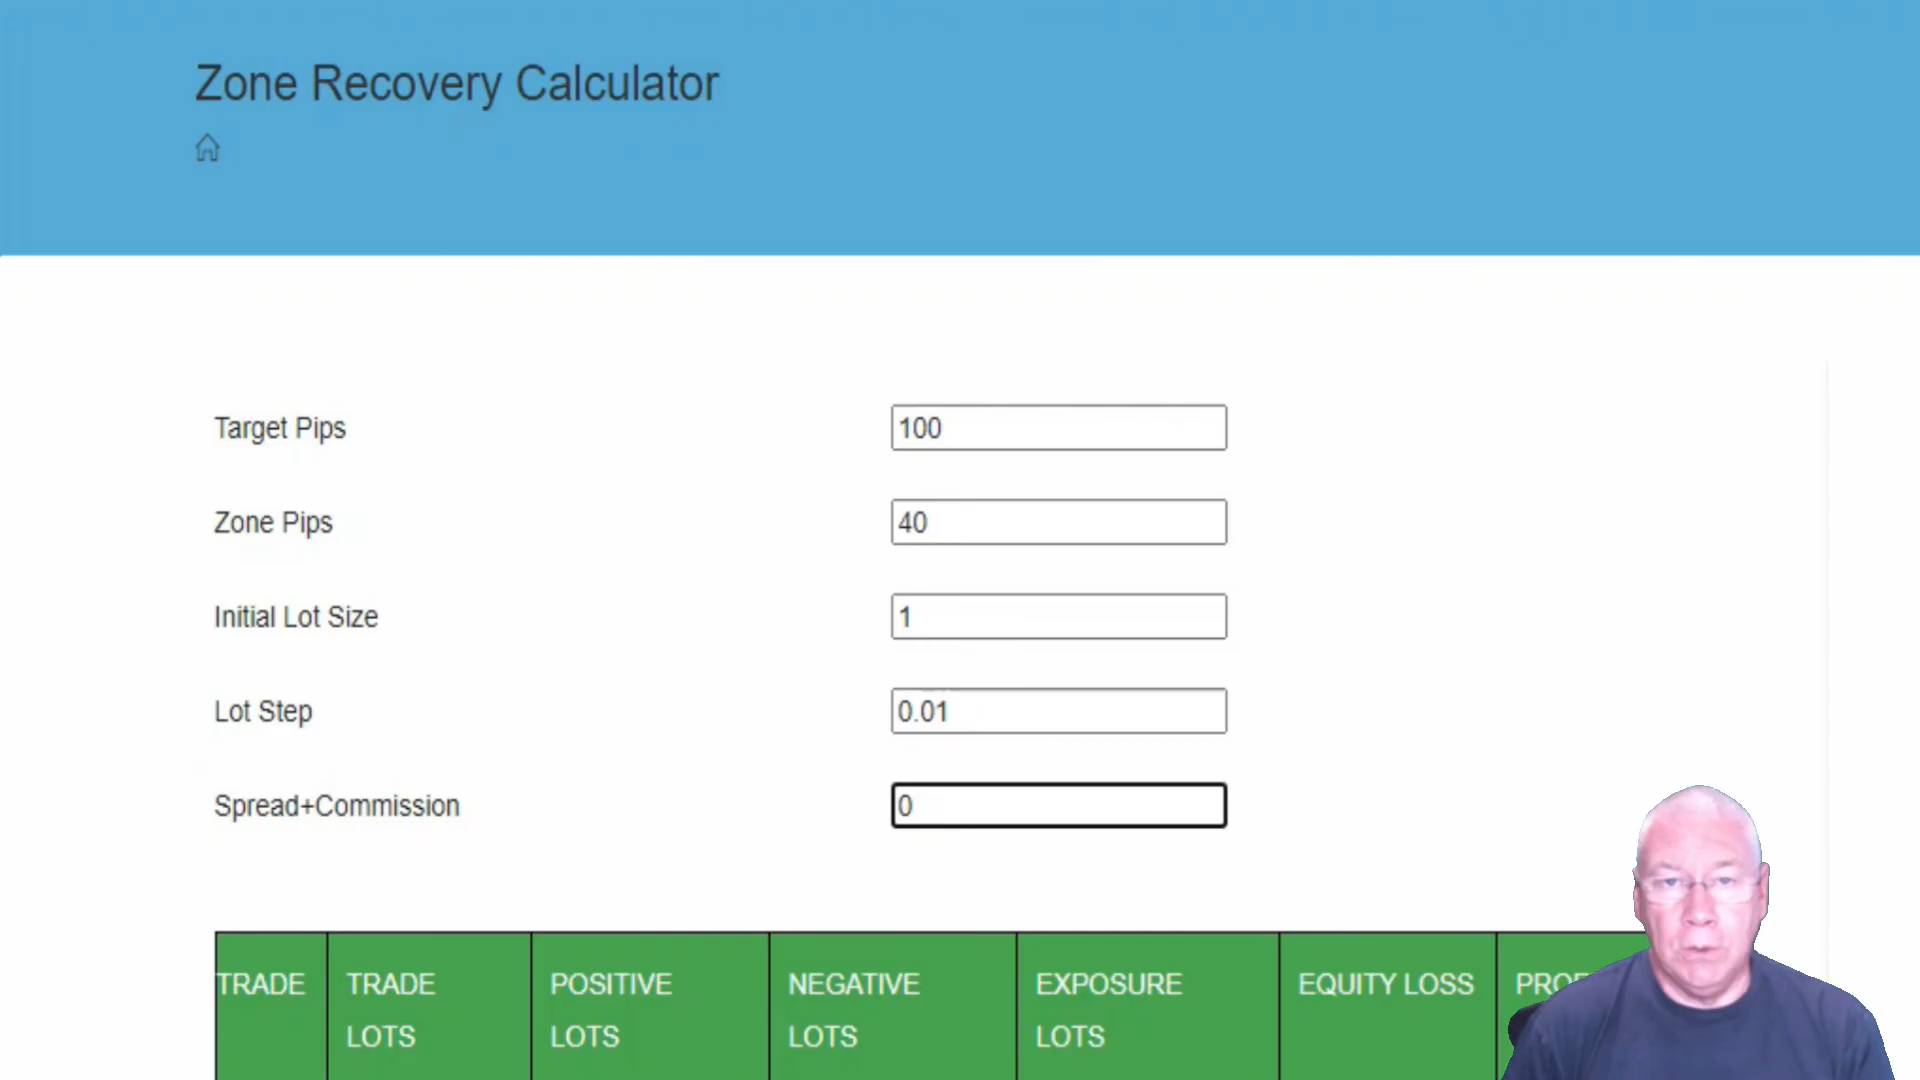 Zone Recovery Calculator
Target Pips 100
Zone Pips 40
Initial Lot Size 1
Lot Step 0.01
Spread+Commission 0
TRADE TRADE POSITIVE NEGATIVE EXPOSURE EQUITY LOSS
LOTS LOTS LOTS LOTS